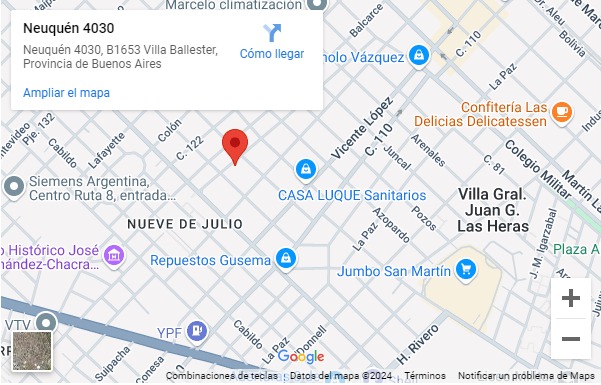 Marcelo climatización
Neuquén 4030
Neuquén 4030, B1653 Villa Ballester,
Provincia de Buenos Aires
Cómo llegar
Ampliar el mapa
nolo Vázquez
C. 110
Dr. Aleu
Bolivia
Vicente López
La Paz
Confitería Las
Delicias Delicatessen
Indus
ntevideo
Pje. 132
Colón
C. 122
Lafayette
Cabildo
C. 110
Juncal
Arenales
C. 81
Colegio Militar
Martín L
Siemens Argentina,
Centro Ruta 8, entrada...
CASA LUQUE Sanitarios
Villa Gral.
Juan G.
Las Heras
NUEVE DE JULIO
Azopardo
Pozos
La Paz
J. M. Igarzabal
Plaza A
o Histórico José
nández-Chacra...
Repuestos Gusema
Jumbo San Martín
VTV
YPF
Cabildo
Donnell
H. Rivero
Suipacha
Conesa
Google
Combinaciones de teclas
Datos del mapa ©2024
Términos
Notificar un problema de Maps